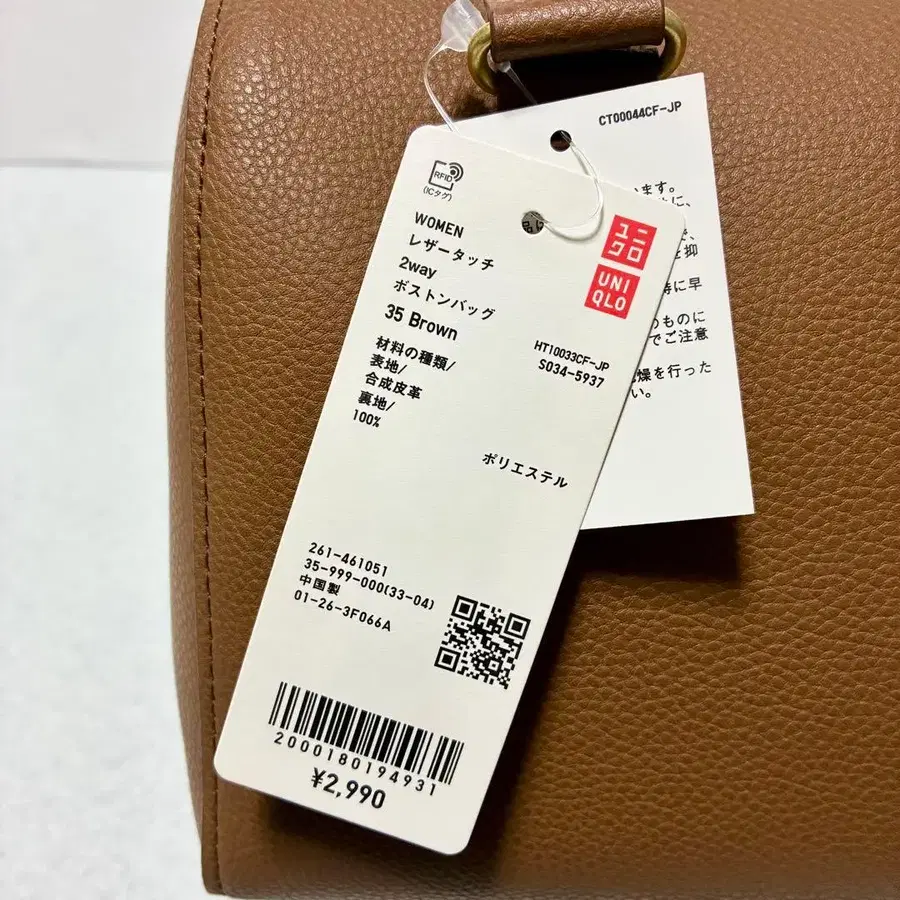 CT00044CF-JP
います。
めに、
で、
を抑
時に早
のものに
でご注意
燥を行った
い。
RFID
(ICタグ)
WOMEN
レザータッチ
2way
ボストンバッグ
35 Brown
ユニクロ
UNI
QLO
HT10033CF-JP
S034-5937
材料の種類/
表地/
合成皮革
裏地/
100%
ポリエステル
261-461051
35-999-000(33-04)
中国製
01-26-3F066A
2000180194931
¥2,990